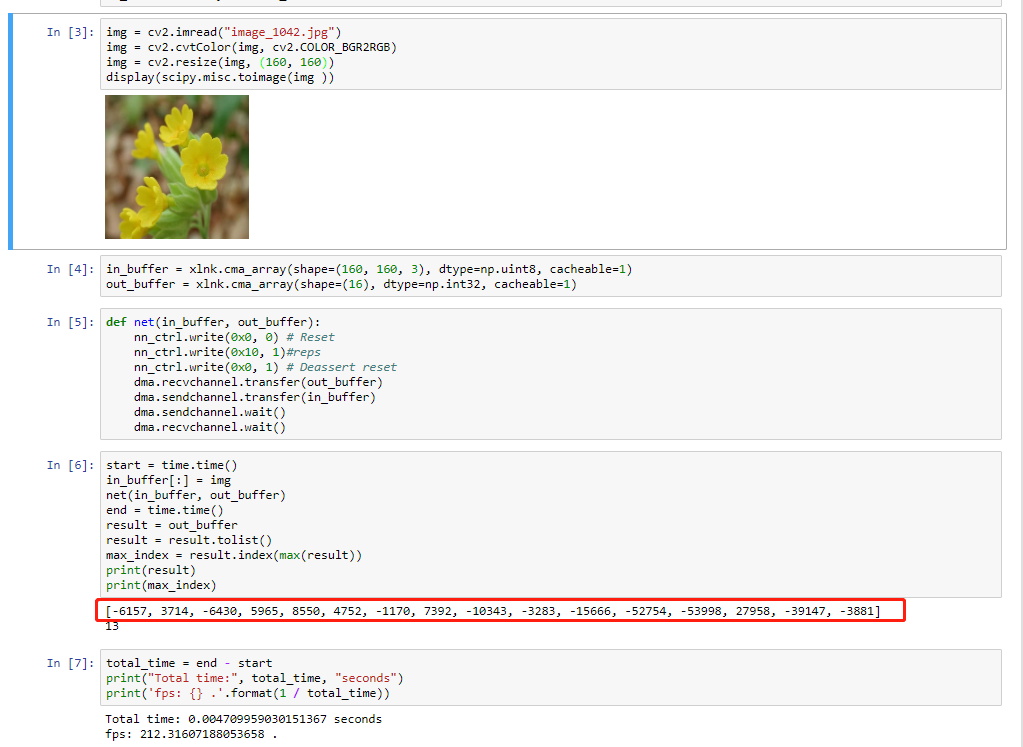 In [3]: img = cv2.imread("image_1042.jpg")
img = cv2.cvtColor(img, cv2.COLOR_BGR2RGB)
img = cv2.resize(img, (160, 160))
display(scipy.misc.toimage(img ))
In [4]: in_buffer = xlnk.cma_array(shape=(160, 160, 3), dtype=np.uint8, cacheable=1)
out_buffer = xlnk.cma_array(shape=(16), dtype=np.int32, cacheable=1)
In [5]: def net(in_buffer, out_buffer):
    nn_ctrl.write(0x0, 0) # Reset
    nn_ctrl.write(0x10, 1)#reps
    nn_ctrl.write(0x0, 1) # Deassert reset
    dma.recvchannel.transfer(out_buffer)
    dma.sendchannel.transfer(in_buffer)
    dma.sendchannel.wait()
    dma.recvchannel.wait()
In [6]: start = time.time()
in_buffer[:] = img
net(in_buffer, out_buffer)
end = time.time()
result = out_buffer
result = result.tolist()
max_index = result.index(max(result))
print(result)
print(max_index)
[-6157, 3714, -6430, 5965, 8550, 4752, -1170, 7392, -10343, -3283, -15666, -52754, -53998, 27958, -39147, -3881]
13
In [7]: total_time = end - start
print("Total time:", total_time, "seconds")
print('fps: {} .'.format(1 / total_time))
Total time: 0.004709959030151367 seconds
fps: 212.31607188053658 .